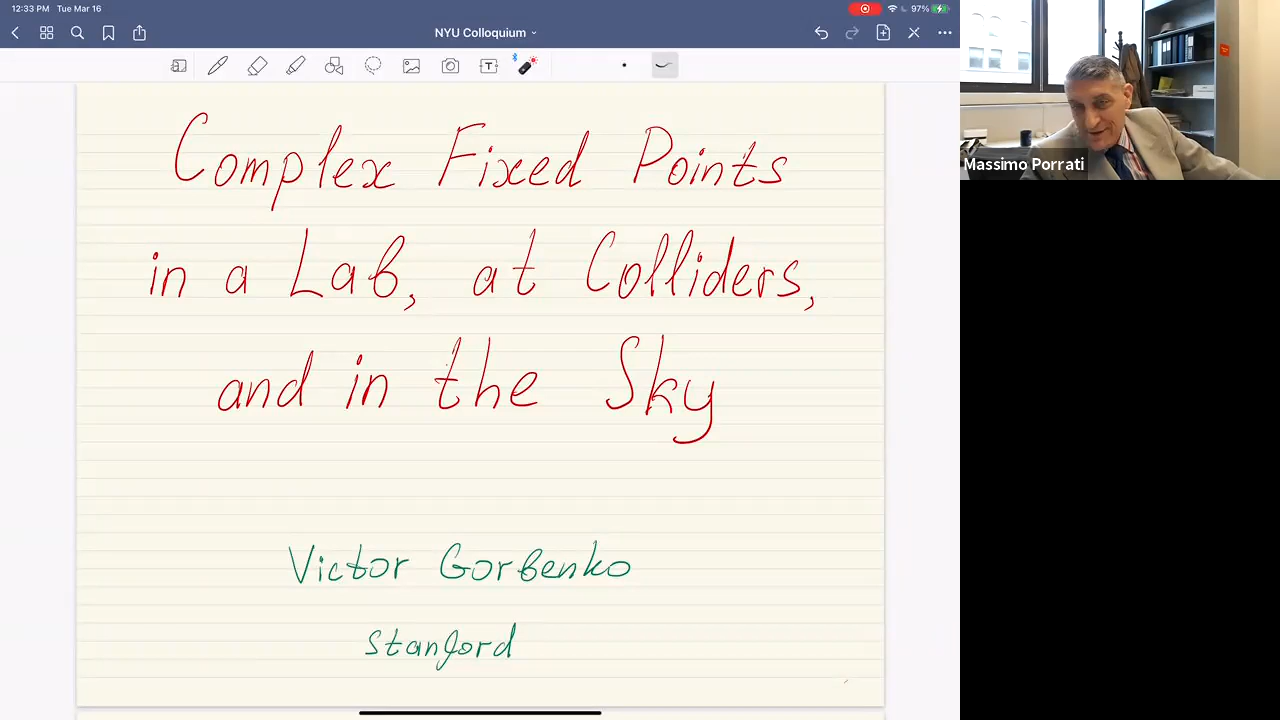 12:33 PM Tue Mar 16
97%
NYU Colloquium
T
Complex Fixed Points
in a Lab, at Colliders,
and in the Sky
Victor Gorbenko
Stanford
Massimo Porrati